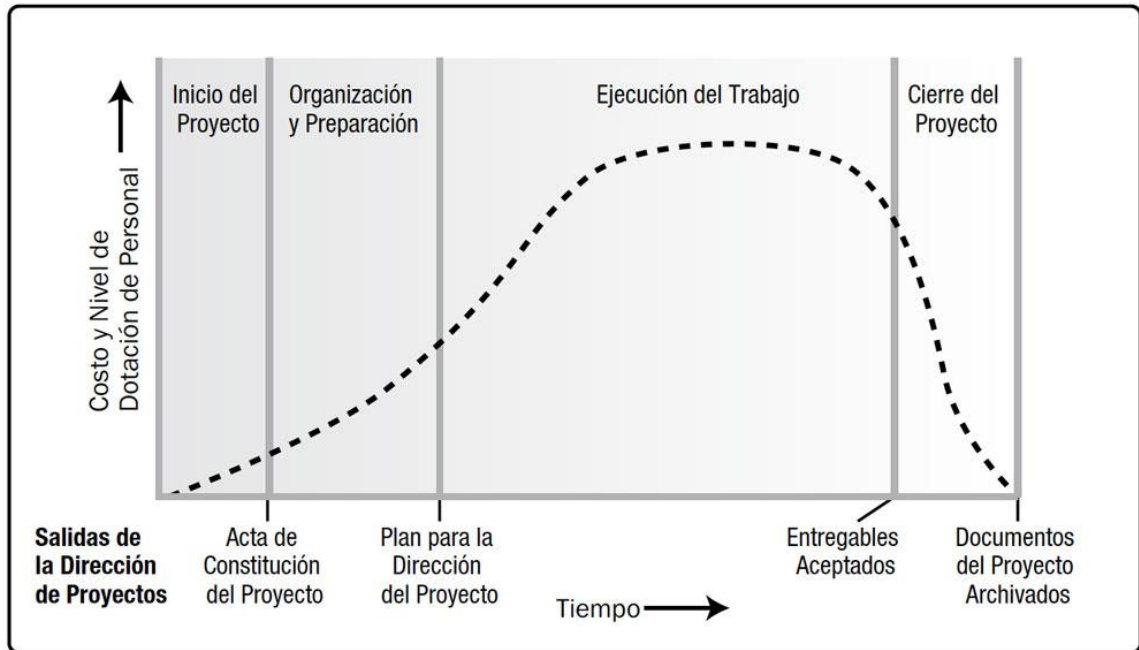 Inicio del
Proyecto
Organización
y Preparación
Ejecución del Trabajo
Cierre del
Proyecto
Costo y Nivel de
Dotación de Personal
Salidas de
la Dirección
de Proyectos
Acta de
Constitución
del Proyecto
Plan para la
Dirección
del Proyecto
Entregables
Aceptados
Documentos
del Proyecto
Archivados
Tiempo